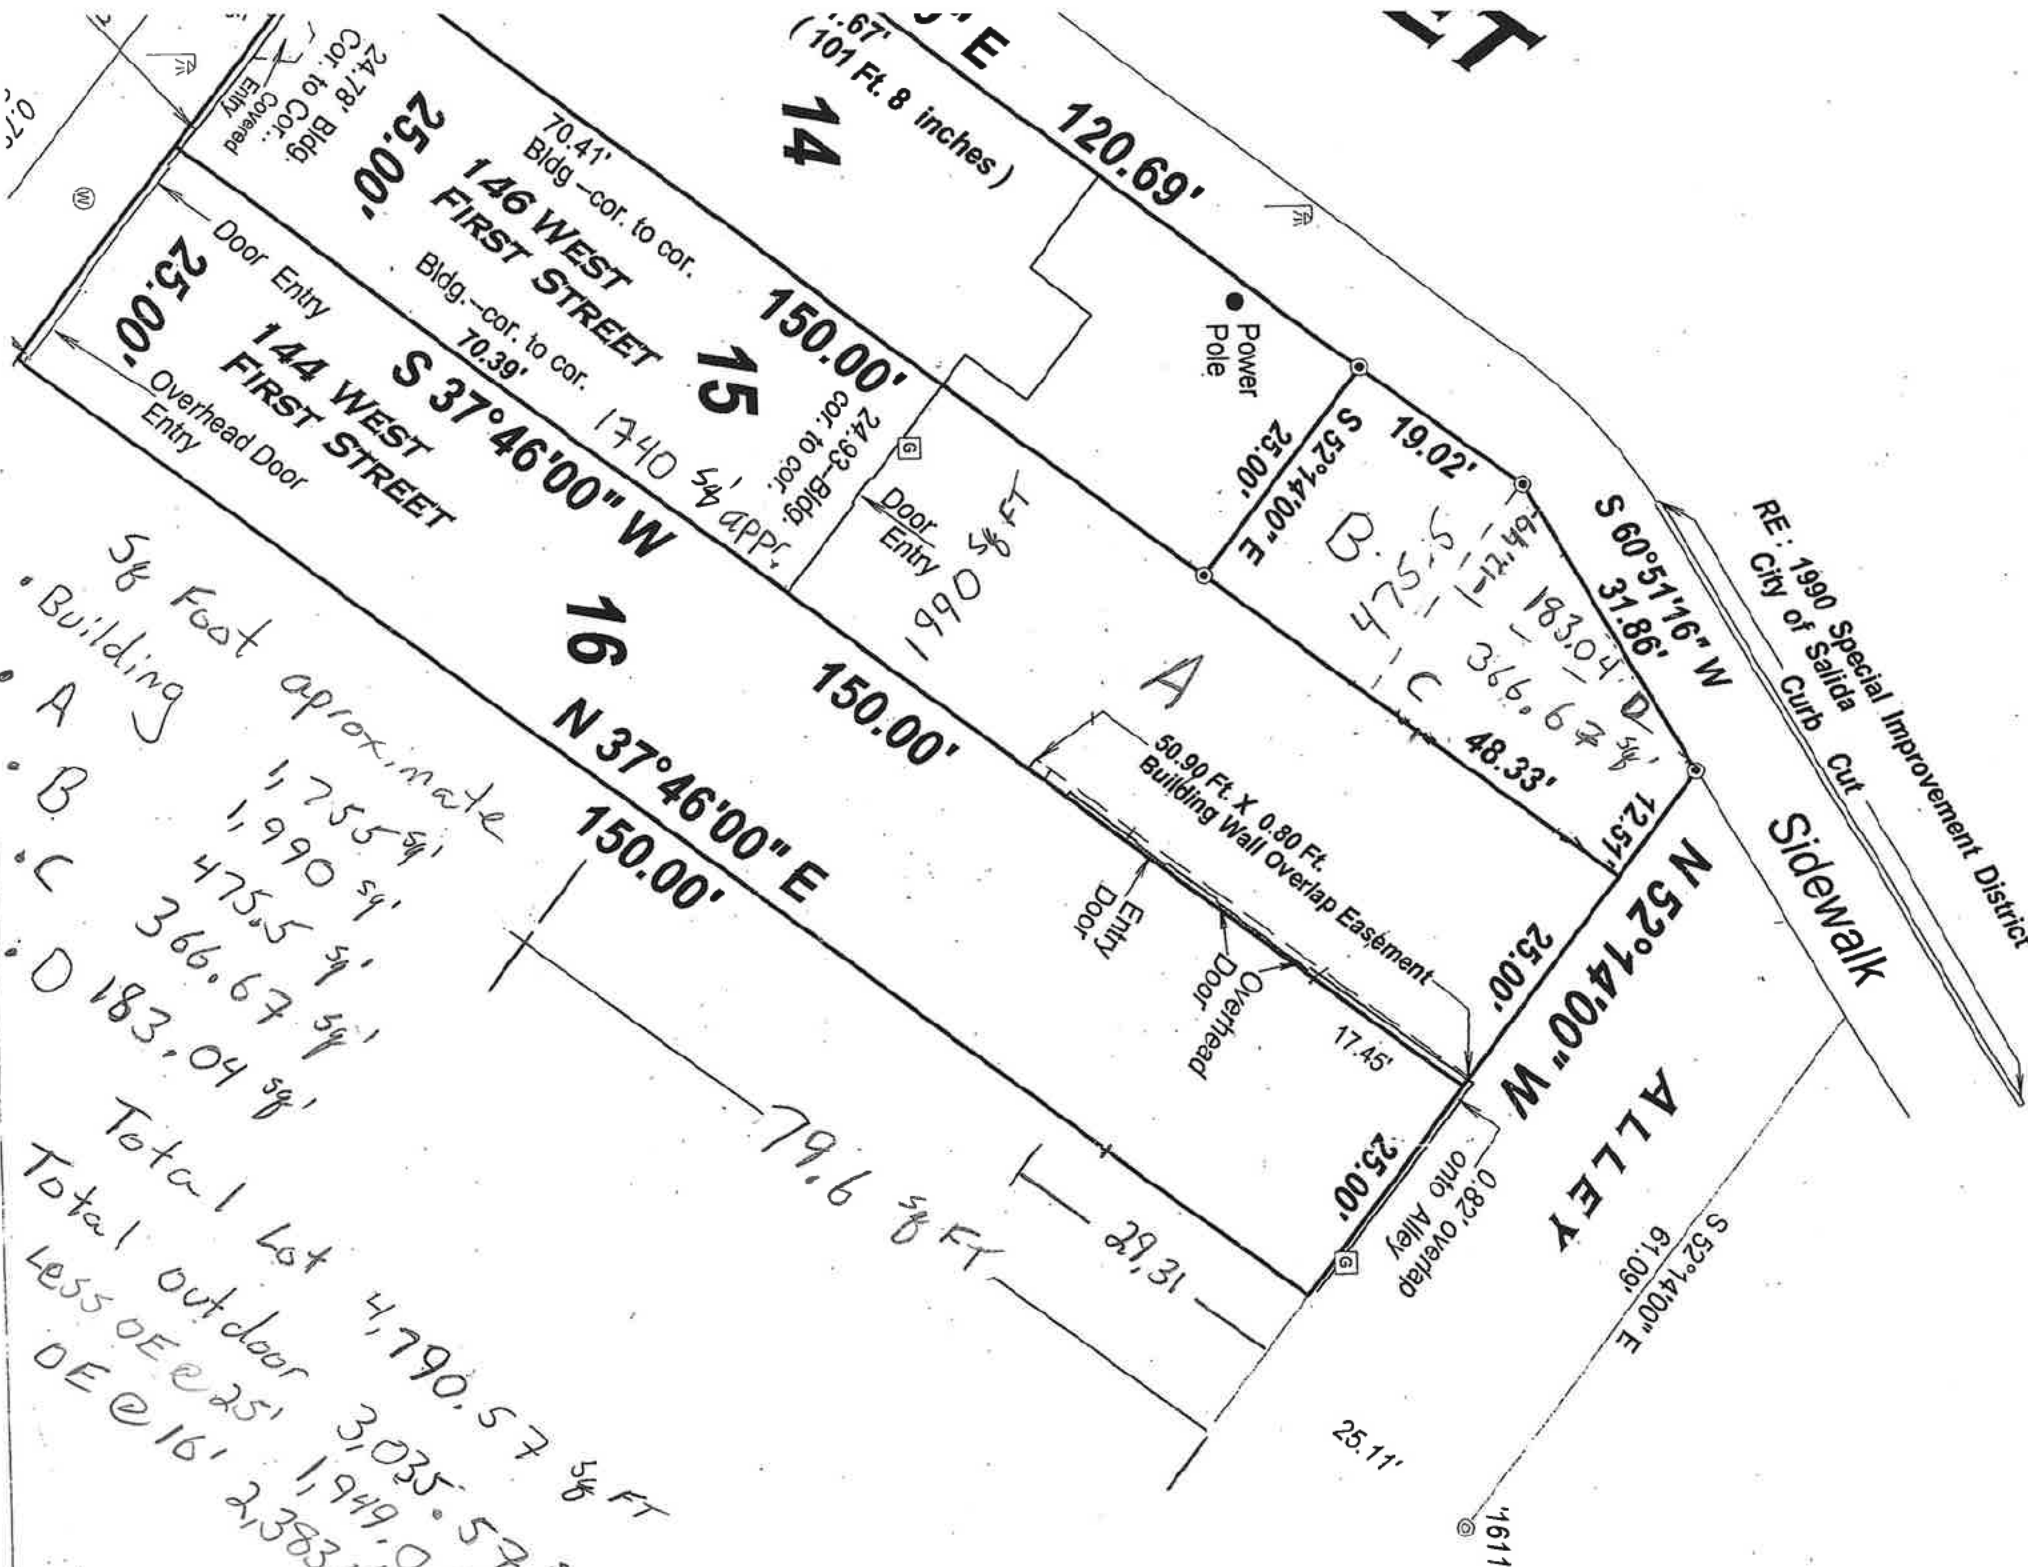 ET
" E
1.67'
( 101 Ft. 8 inches )
120.69'
14
24.78' Bldg.
Cor. to Cor..
Covered
Entry
25.00'
70.41'
Bldg –cor. to cor.
146 WEST
FIRST STREET
Bldg.–cor. to cor.
70.39'
150.00'
15
24.93–Bldg.
cor. to cor.
1740 sq' appr.
G
Door
Entry
1990 sq FT
Power
Pole
S 52°14'00" E
25.00'
19.02'
S 60°51'16" W
31.86'
B.
475.5
12.49.
183.04 D
366.67 sq'
C
48.33'
12.51'
A
RE : 1990 Special Improvement District
City of Salida
Curb Cut
Sidewalk
W
Door Entry
25.00'
144 WEST
FIRST STREET
Overhead Door
Entry
S 37°46'00" W
150.00'
16
N 37°46'00" E
150.00'
50.90 Ft. X 0.80 Ft.
Building Wall Overlap Easement
Entry
Door
Overhead
Door
17.45'
25.00'
N 52°14'00" W
25.00'
ALLEY
0.82' overlap
onto Alley
G
S 52°14'00" E
61.09'
25.11'
'1611
29,31
79.6 sq FT
Sq Foot aproximate
. Building 1,755 sq'
. A 1,990 sq'
. B 475.5 sq'
. C 366.67 sq'
. D 183.04 sq'
Total Lot 4,790.57 sq FT
Total outdoor 3,035.57
Less OE @ 25' 1,949.0
OE @ 16' 2,383